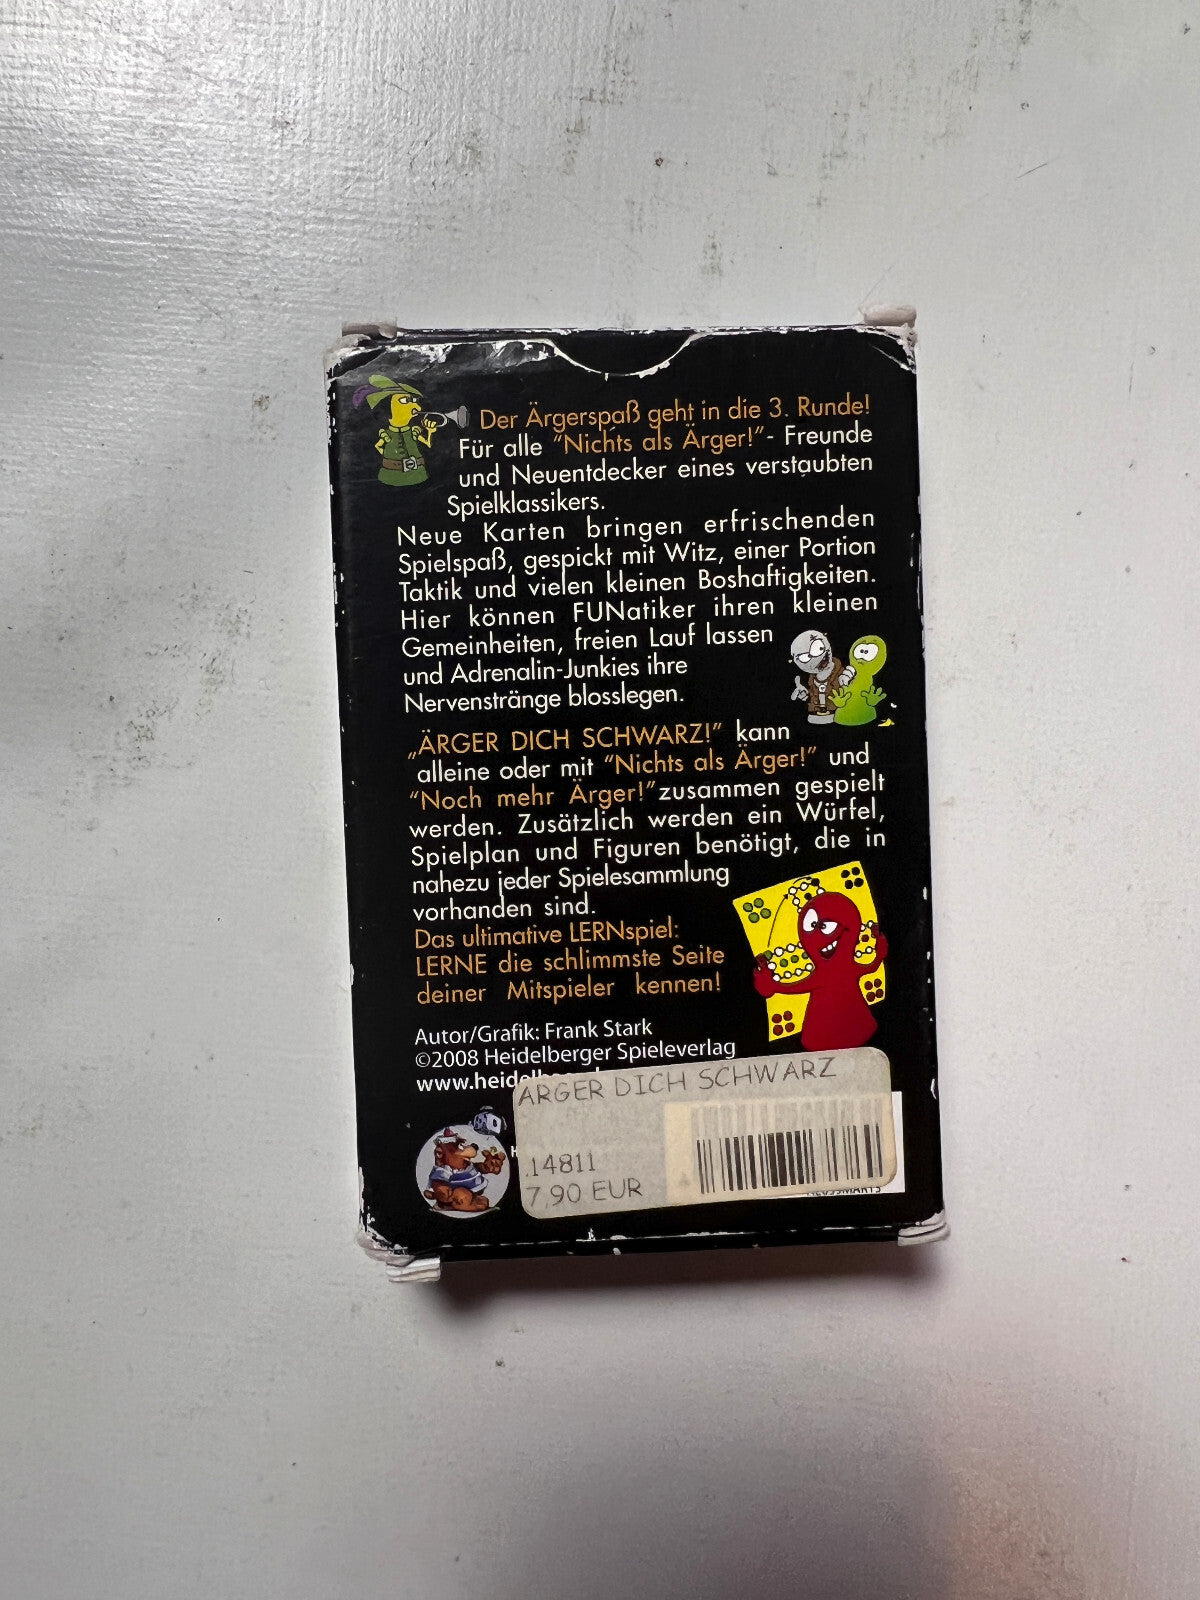 Der Ärgerspaß geht in die 3. Runde!
Für alle “Nichts als Ärger!”- Freunde
und Neuentdecker eines verstaubten
Spielklassikers.
Neue Karten bringen erfrischenden
Spielspaß, gespickt mit Witz, einer Portion
Taktik und vielen kleinen Boshaftigkeiten.
Hier können FUNatiker ihren kleinen
Gemeinheiten, freien Lauf lassen
und Adrenalin-Junkies ihre
Nervenstränge blosslegen.
„ÄRGER DICH SCHWARZ!” kann
alleine oder mit “Nichts als Ärger!” und
“Noch mehr Ärger!”zusammen gespielt
werden. Zusätzlich werden ein Würfel,
Spielplan und Figuren benötigt, die in
nahezu jeder Spielesammlung
vorhanden sind.
Das ultimative LERNspiel:
LERNE die schlimmste Seite
deiner Mitspieler kennen!
Autor/Grafik: Frank Stark
©2008 Heidelberger Spieleverlag
ARGER DICH SCHWARZ
14811
7,90 EUR